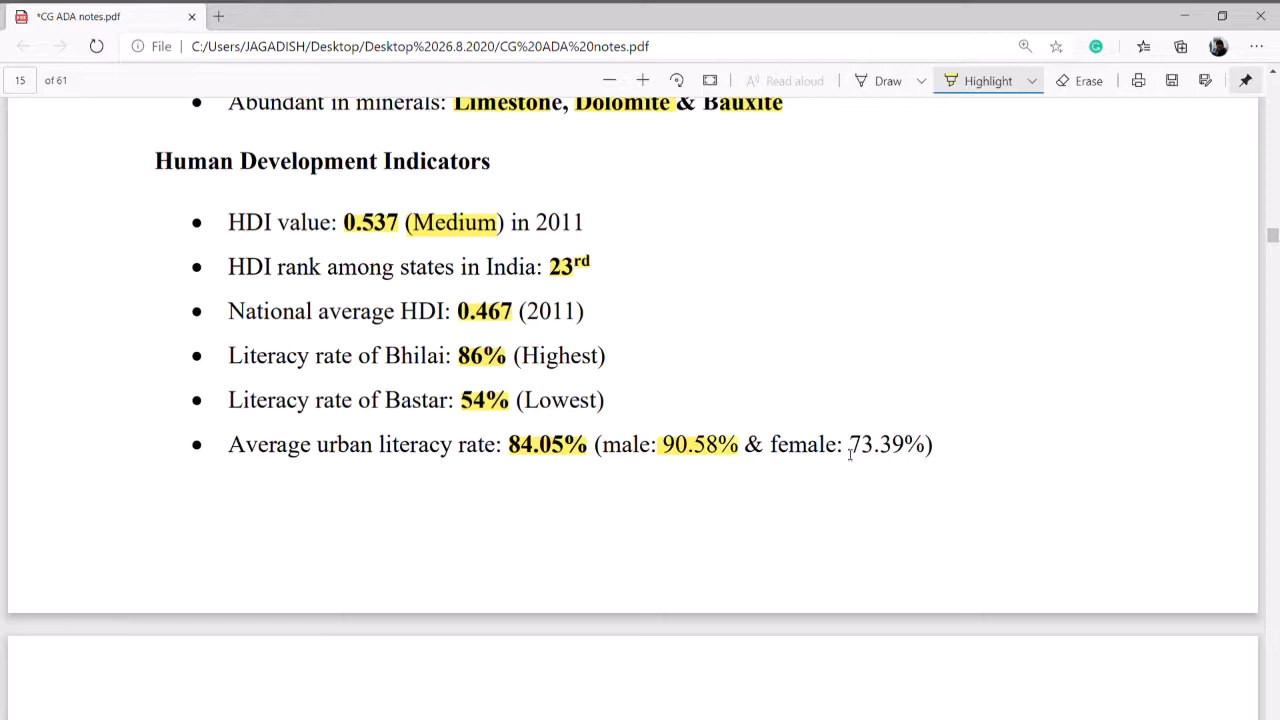 *CG ADA notes.pdf
File | C:/Users/JAGADISH/Desktop/Desktop%2026.8.2020/CG%20ADA%20notes.pdf
15 of 61
Read aloud
Draw
Highlight
Erase
• Abundant in minerals: Limestone, Dolomite & Bauxite
Human Development Indicators
• HDI value: 0.537 (Medium) in 2011
• HDI rank among states in India: 23rd
• National average HDI: 0.467 (2011)
• Literacy rate of Bhilai: 86% (Highest)
• Literacy rate of Bastar: 54% (Lowest)
• Average urban literacy rate: 84.05% (male: 90.58% & female: 73.39%)